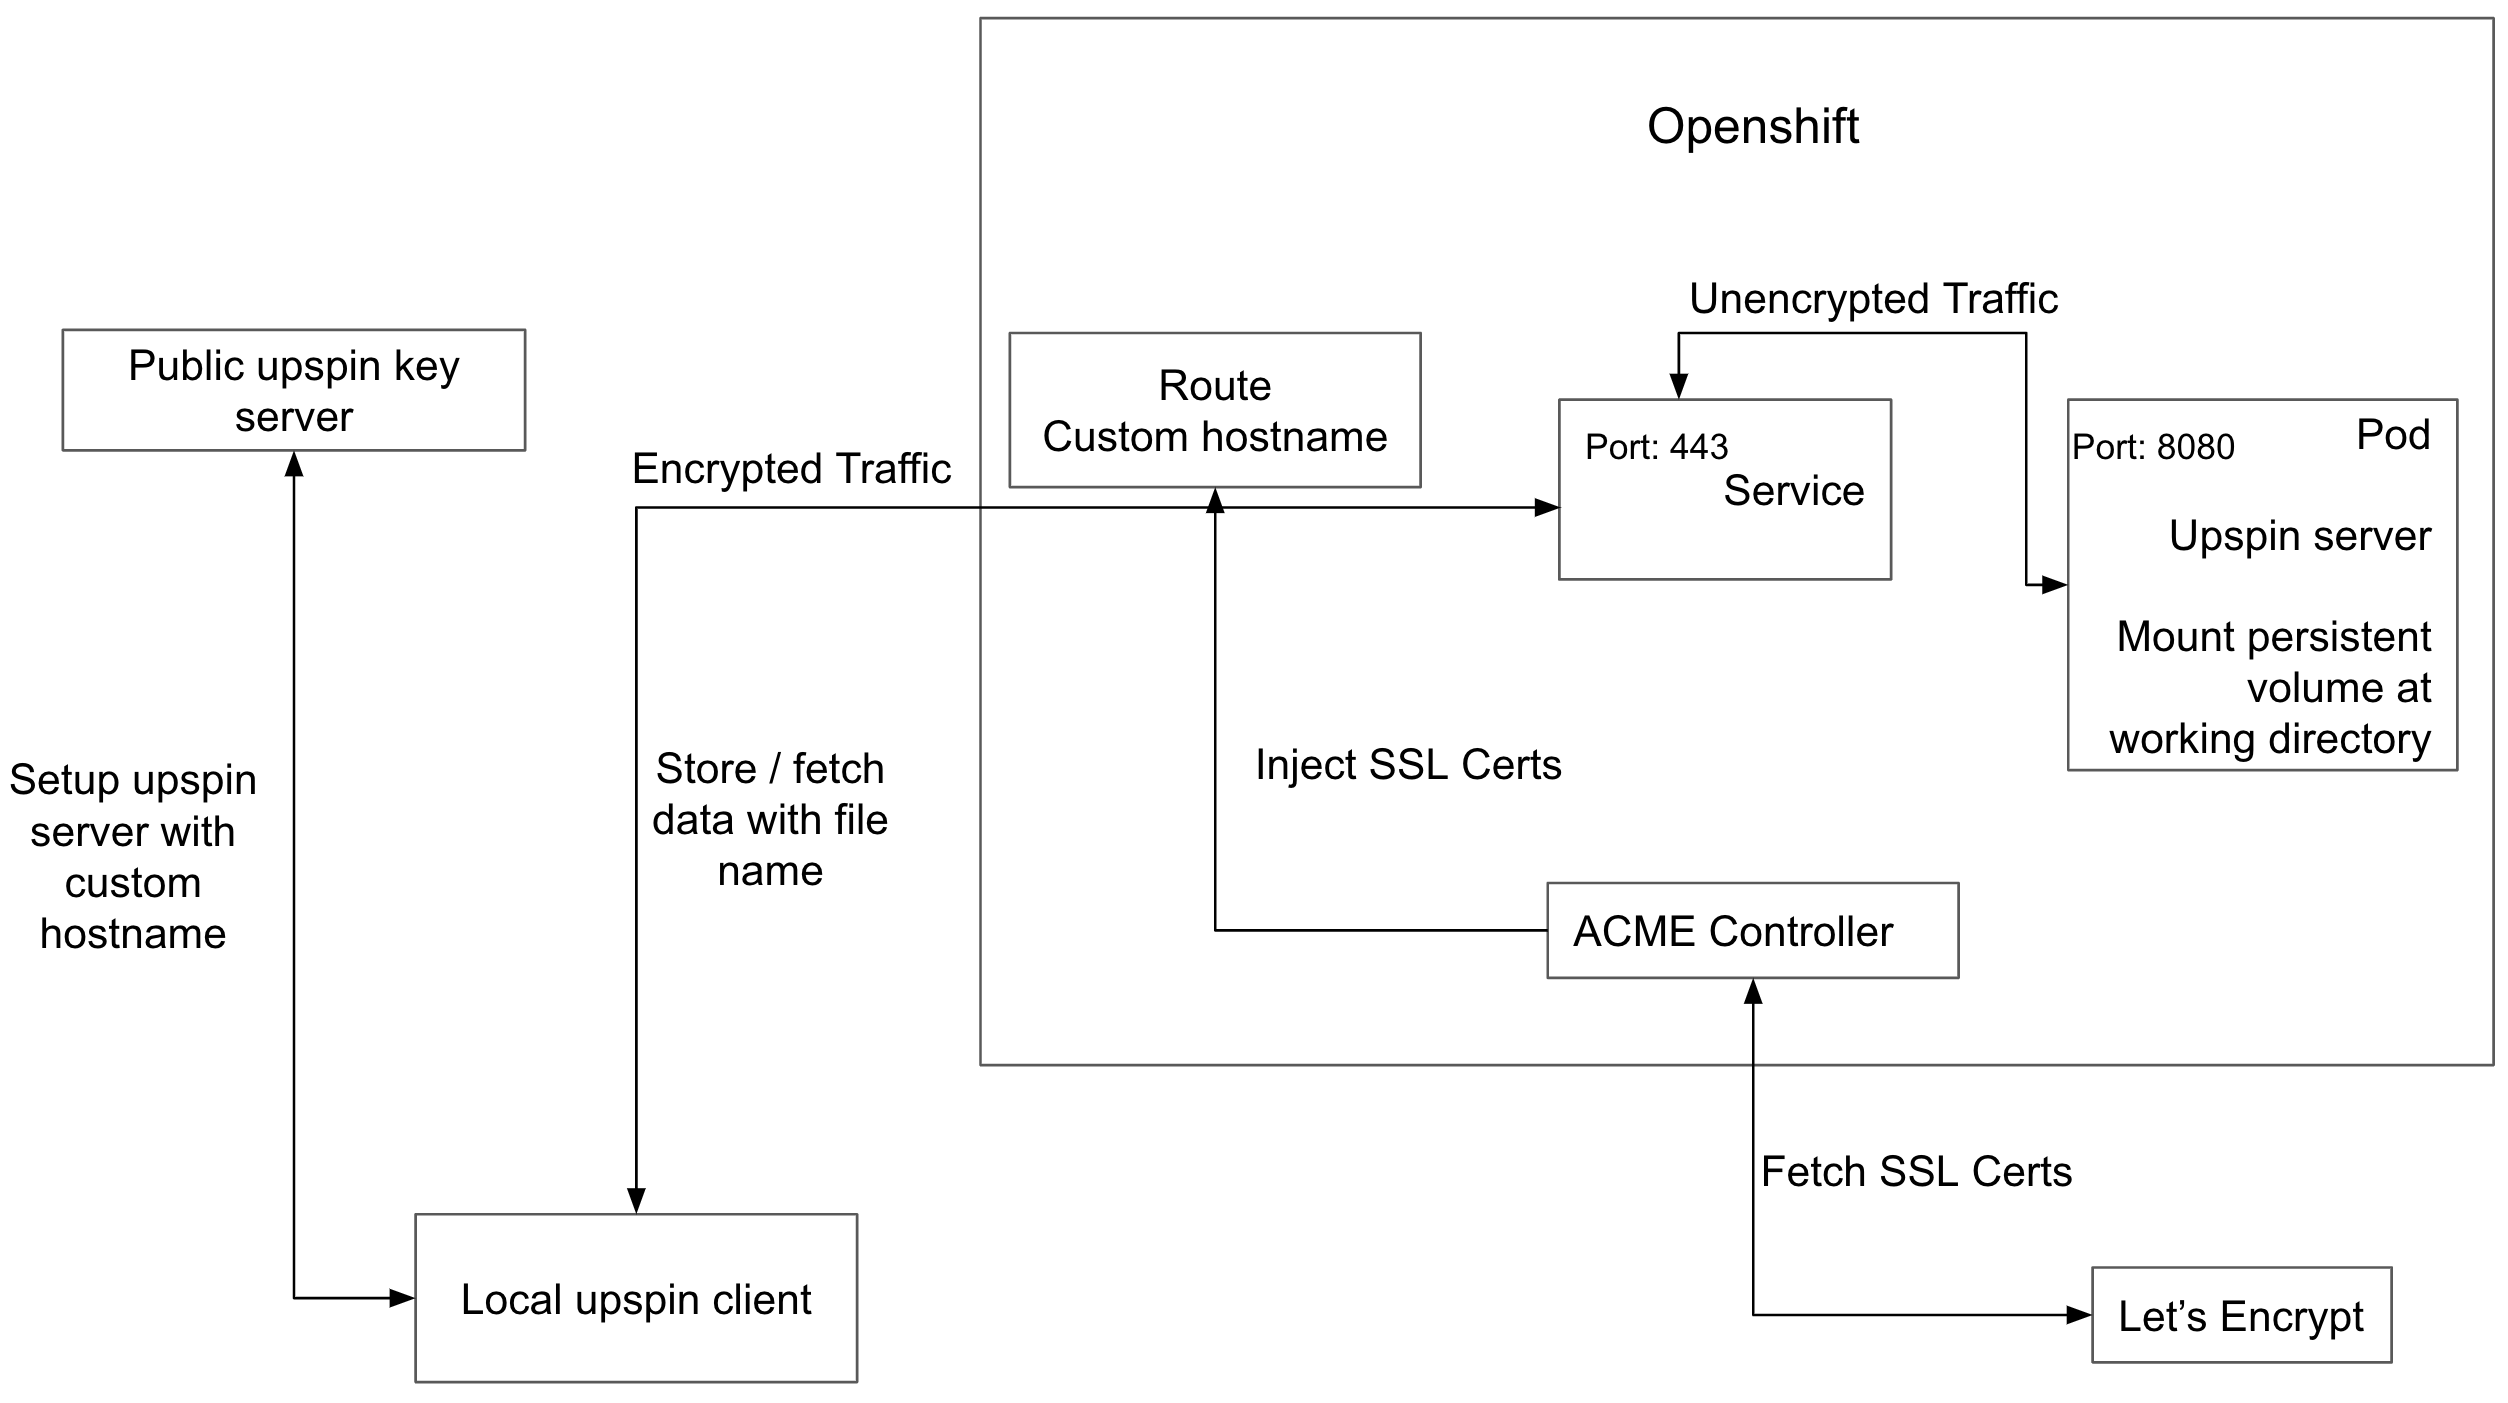 Openshift
Unencrypted Traffic
Public upspin key
server
Route
Custom hostname
Encrypted Traffic
Port: 443
Service
Port: 8080
Pod
Upspin server
Mount persistent
volume at
working directory
Setup upspin
server with
custom
hostname
Store / fetch
data with file
name
Inject SSL Certs
ACME Controller
Fetch SSL Certs
Local upspin client
Let’s Encrypt